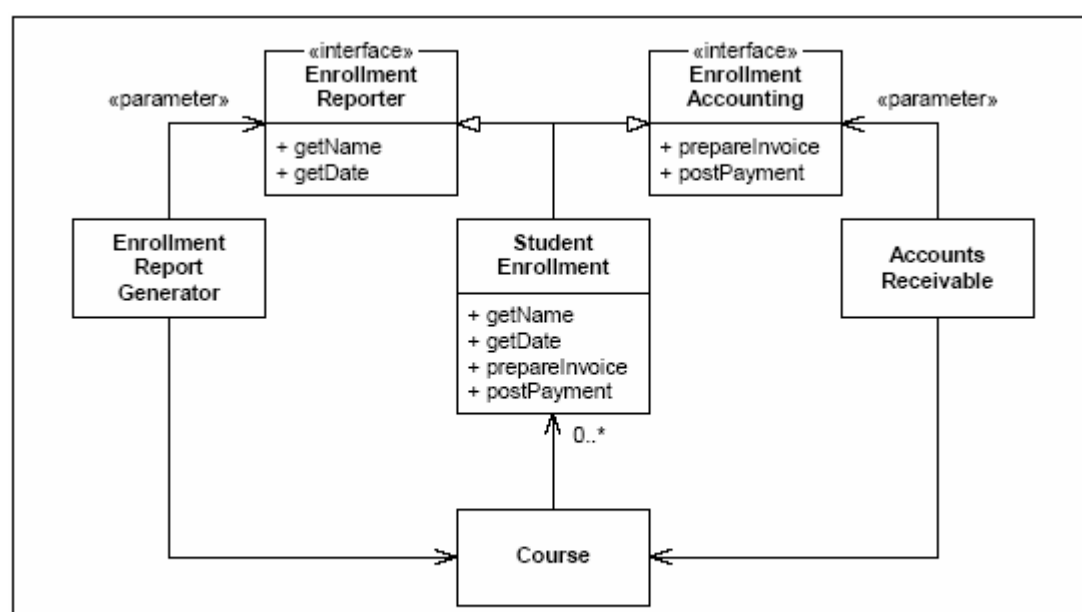 «interface»
Enrollment
Reporter
+ getName
+ getDate
«interface»
Enrollment
Accounting
+ prepareInvoice
+ postPayment
«parameter»
«parameter»
Enrollment
Report
Generator
Student
Enrollment
+ getName
+ getDate
+ prepareInvoice
+ postPayment
Accounts
Receivable
0..*
Course